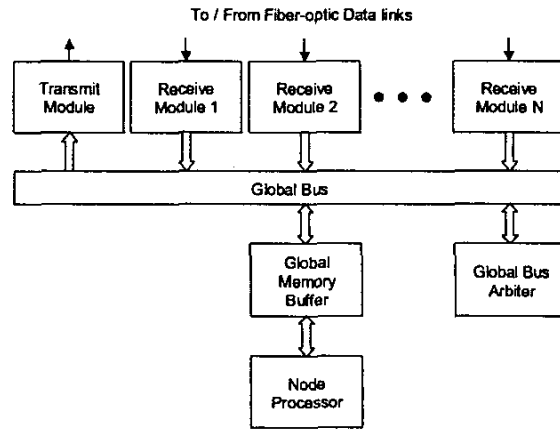 To / From Fiber-optic Data links
Transmit
Module
Receive
Module 1
Receive
Module 2
Receive
Module N
Global Bus
Global
Memory
Buffer
Global Bus
Arbiter
Node
Processor